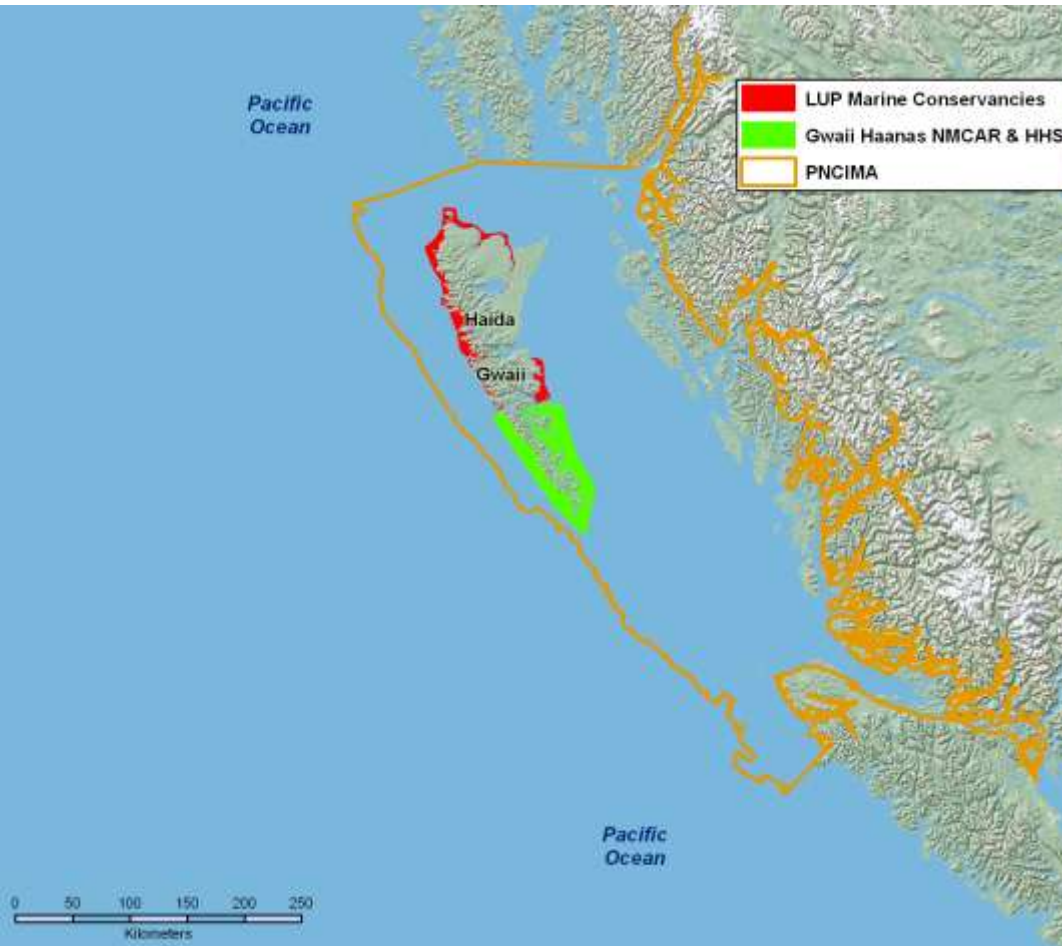 Pacific
Ocean
LUP Marine Conservancies
Gwaii Haanas NMCAR & HHS
PNCIMA
Haida
Gwaii
Pacific
Ocean
0 50 100 150 200 250
Kilometers